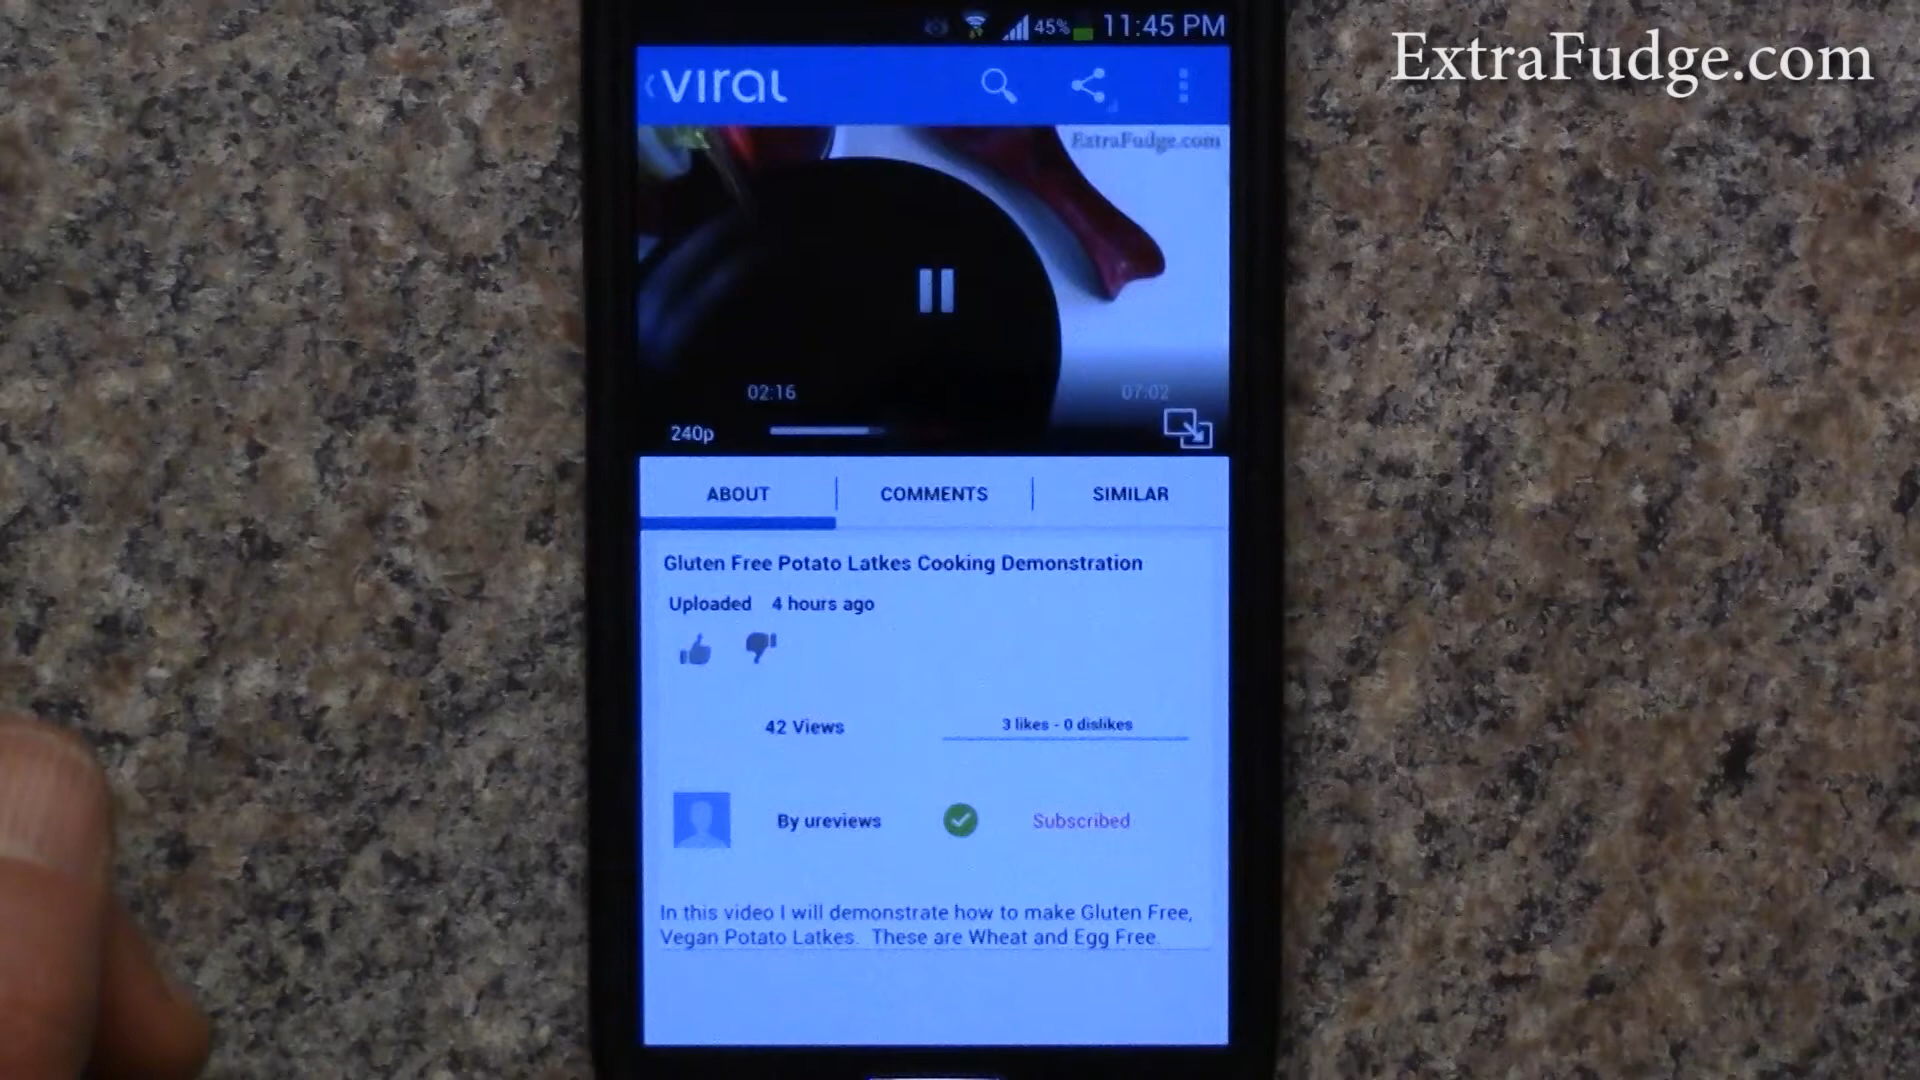 45% 11:45 PM
ExtraFudge.com
viral
ExtraFudge.com
02:16
07:02
240p
ABOUT
COMMENTS
SIMILAR
Gluten Free Potato Latkes Cooking Demonstration
Uploaded 4 hours ago
42 Views
3 likes - 0 dislikes
By ureviews
Subscribed
In this video I will demonstrate how to make Gluten Free,
Vegan Potato Latkes. These are Wheat and Egg Free.